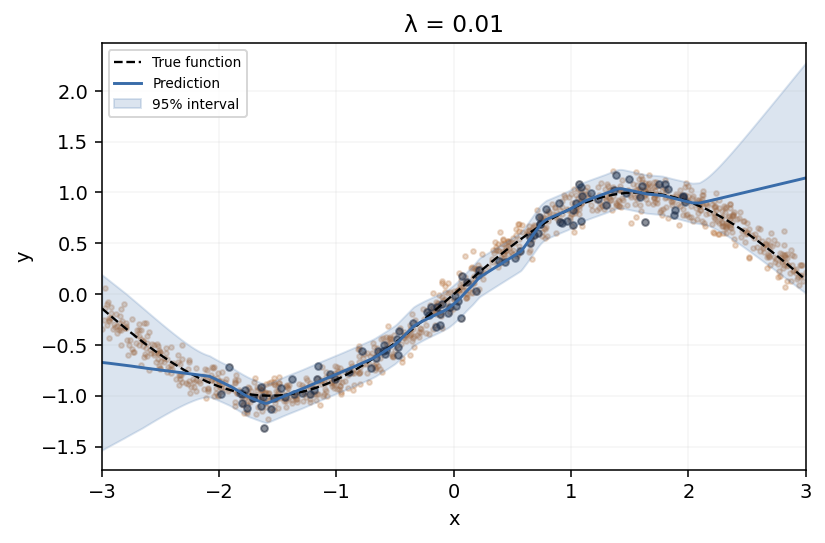 λ = 0.01
True function
Prediction
95% interval
2.0
1.5
1.0
0.5
0.0
−0.5
−1.0
−1.5
y
−3 −2 −1 0 1 2 3
x